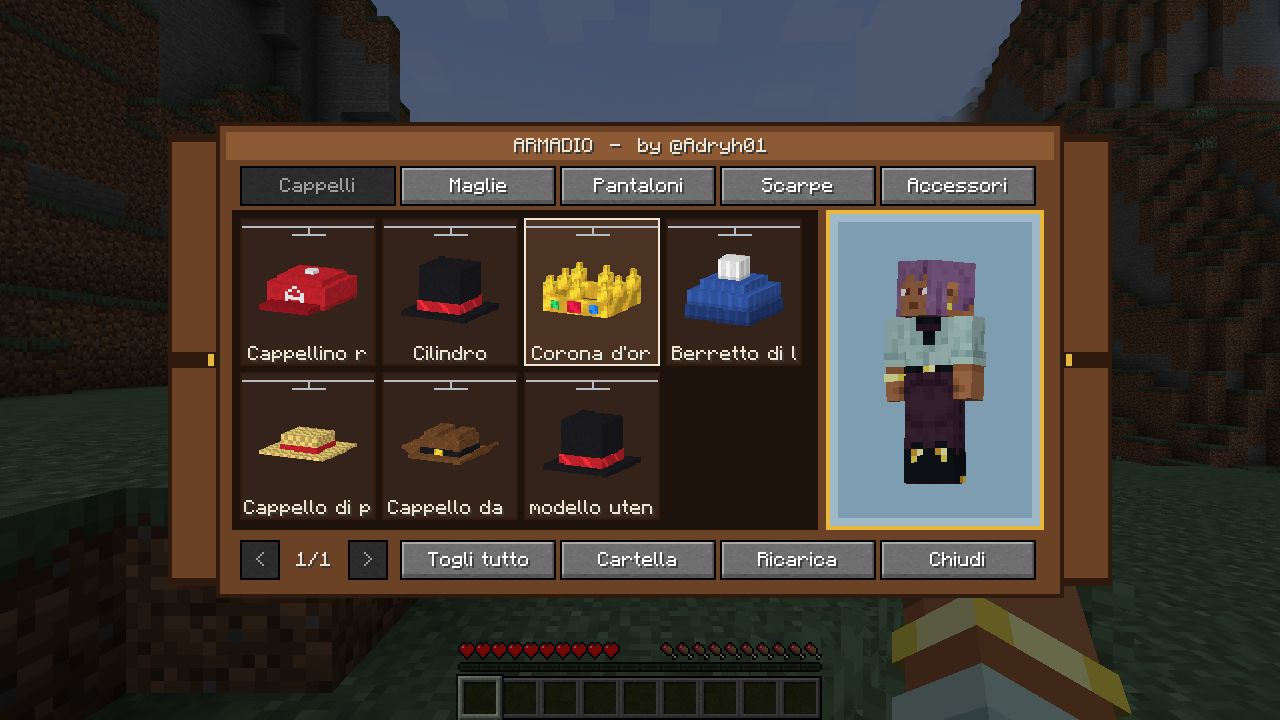 ARMADIO - by @Adryh01
Cappelli Maglie Pantaloni Scarpe Accessori
Cappellino r Cilindro Corona d'or Berretto di l
Cappello di p Cappello da modello uten
< 1/1 > Togli tutto Cartella Ricarica Chiudi